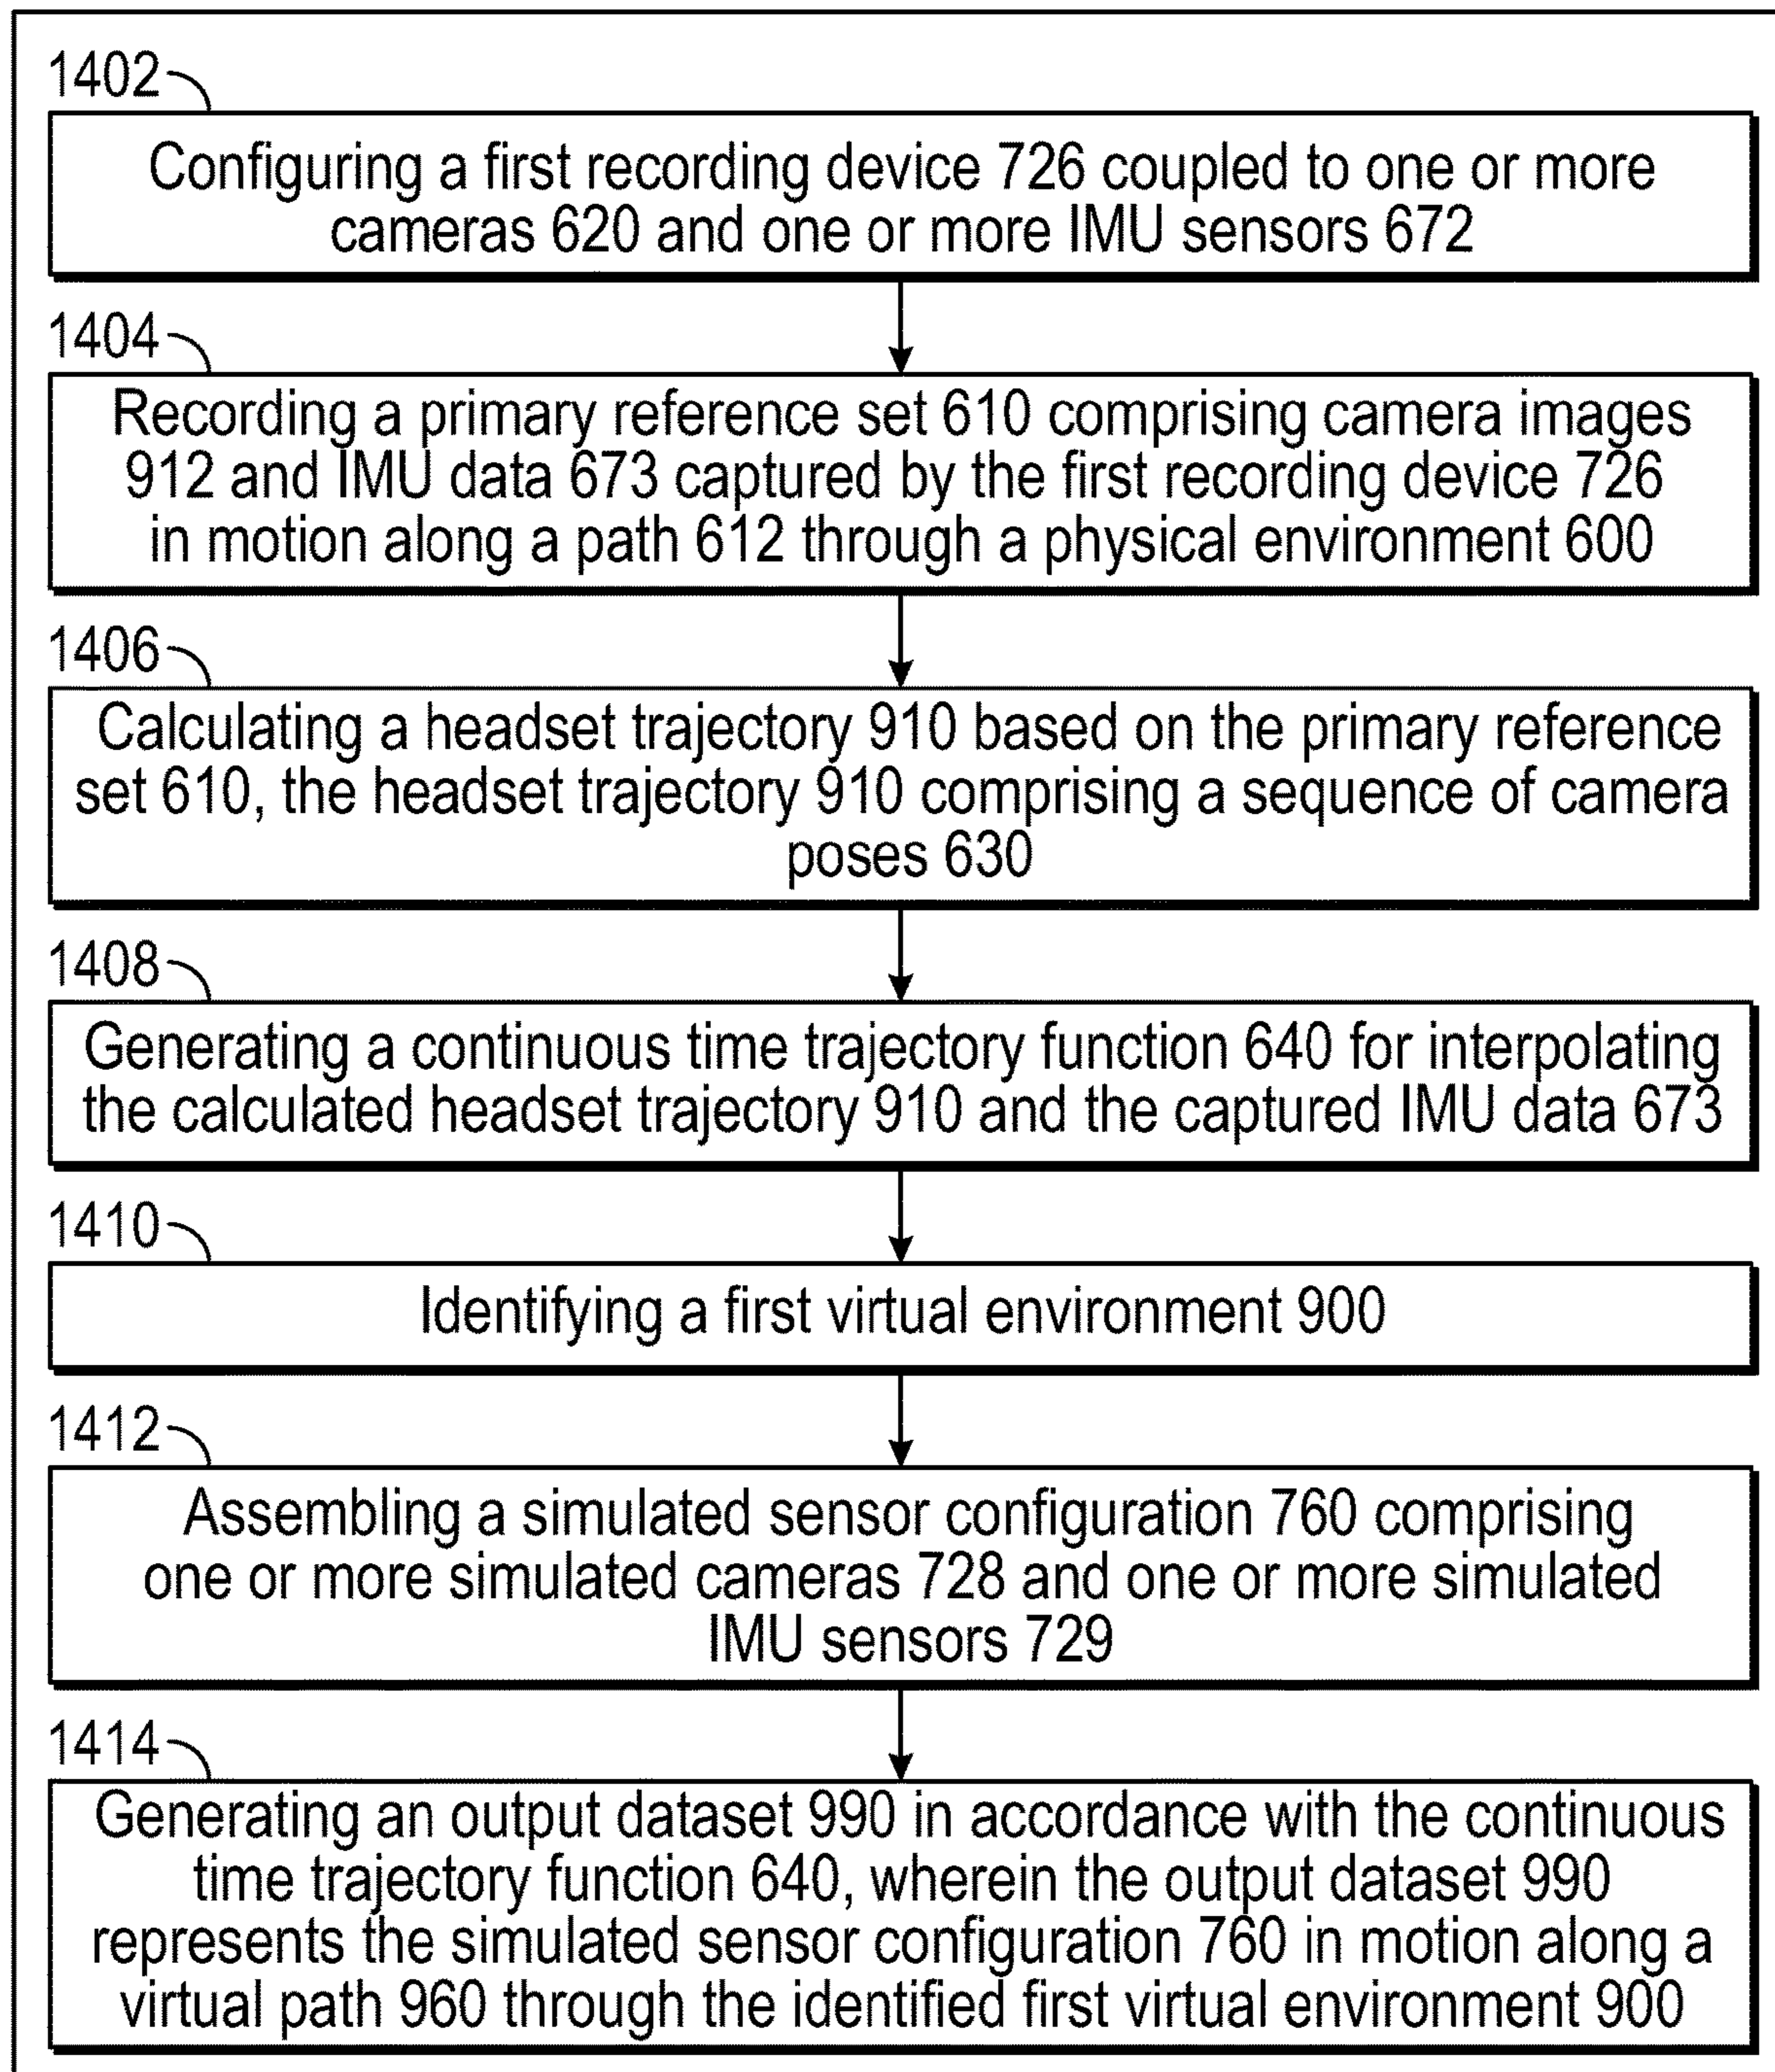 1402
Configuring a first recording device 726 coupled to one or more
cameras 620 and one or more IMU sensors 672
1404
Recording a primary reference set 610 comprising camera images
912 and IMU data 673 captured by the first recording device 726
in motion along a path 612 through a physical environment 600
1406
Calculating a headset trajectory 910 based on the primary reference
set 610, the headset trajectory 910 comprising a sequence of camera
poses 630
1408
Generating a continuous time trajectory function 640 for interpolating
the calculated headset trajectory 910 and the captured IMU data 673
1410
Identifying a first virtual environment 900
1412
Assembling a simulated sensor configuration 760 comprising
one or more simulated cameras 728 and one or more simulated
IMU sensors 729
1414
Generating an output dataset 990 in accordance with the continuous
time trajectory function 640, wherein the output dataset 990
represents the simulated sensor configuration 760 in motion along a
virtual path 960 through the identified first virtual environment 900